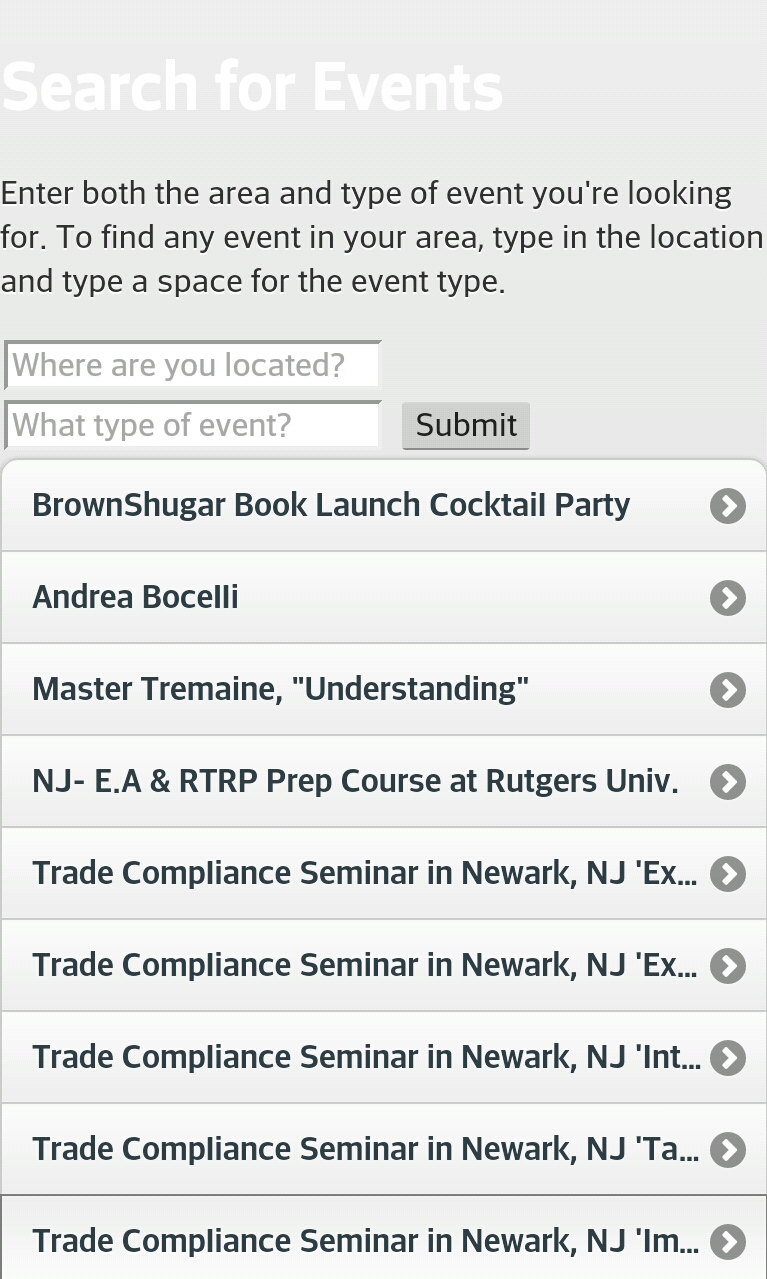 Search for Events
Enter both the area and type of event you're looking
for. To find any event in your area, type in the location
and type a space for the event type.
Where are you located?
What type of event?
Submit
BrownShugar Book Launch Cocktail Party
Andrea Bocelli
Master Tremaine, "Understanding"
NJ- E.A & RTRP Prep Course at Rutgers Univ.
Trade Compliance Seminar in Newark, NJ 'Ex...
Trade Compliance Seminar in Newark, NJ 'Ex...
Trade Compliance Seminar in Newark, NJ 'Int...
Trade Compliance Seminar in Newark, NJ 'Ta...
Trade Compliance Seminar in Newark, NJ 'Im...